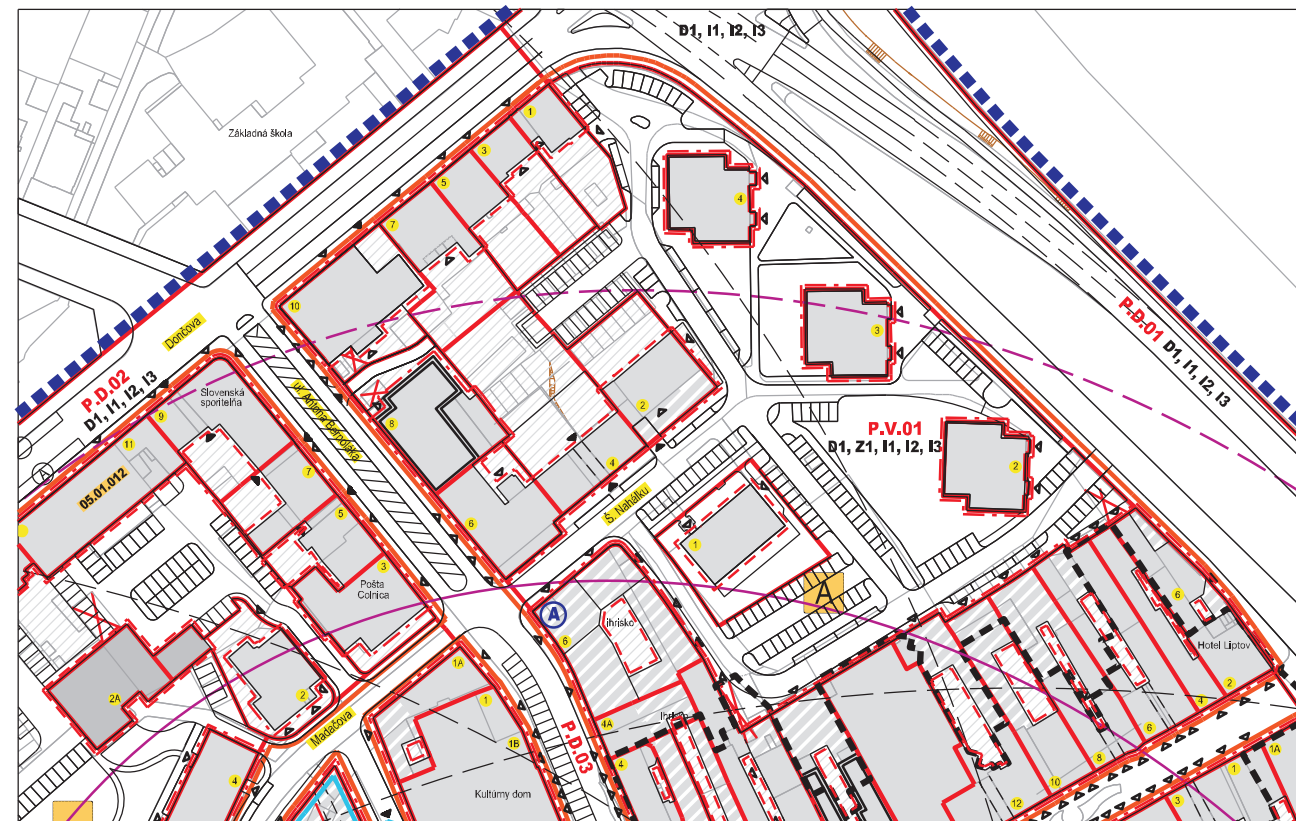 D1, I1, I2, I3
Základná škola
1
3
5
7
10
4
3
2
P.D.01 D1, I1, I2, I3
Dončova
P.D.02
D1, I1, I2, I3
Slovenská
sporiteľňa
9
11
05.01.012
7
5
3
Pošta
Colnica
8
6
2
4
Š. Nahálku
P.V.01
D1, Z1, I1, I2, I3
1
A
A
A
6
ihrisko
4A
Ihrisko
4
P.D.03
2A
2
Madačova
4
1A
1
1B
Kultúrny dom
6
Hotel Liptov
2
4
6
8
10
12
1A
1
3